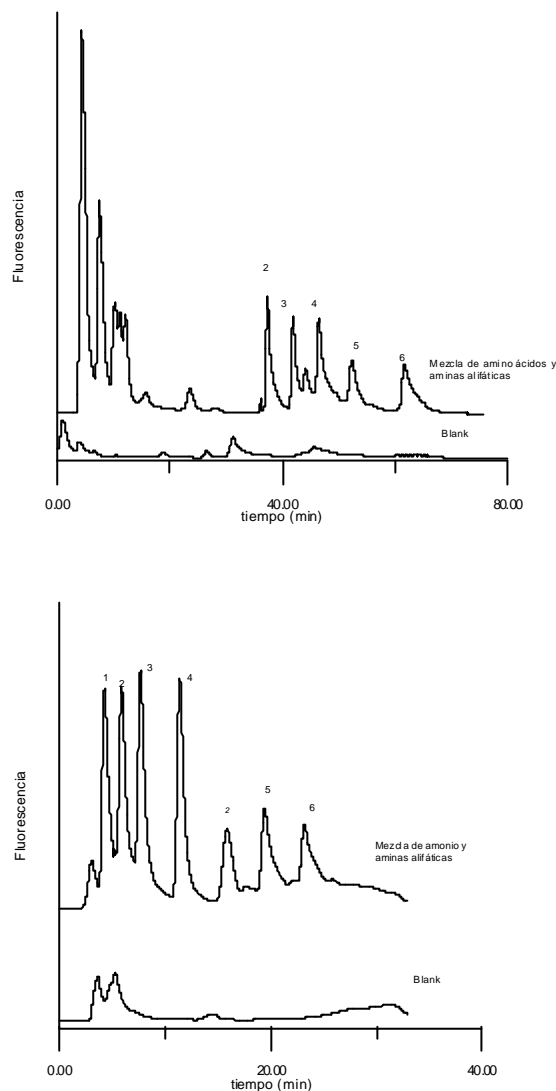 Fluorescencia
2
3
4
5
6
Mezcla de aminoácidos y
aminas alifáticas
Blank
0.00
40.00
80.00
tiempo (min)
Fluorescencia
1
2
3
4
2
5
6
Mezcla de amonio y
aminas alifáticas
Blank
0.00
20.00
40.00
tiempo (min)